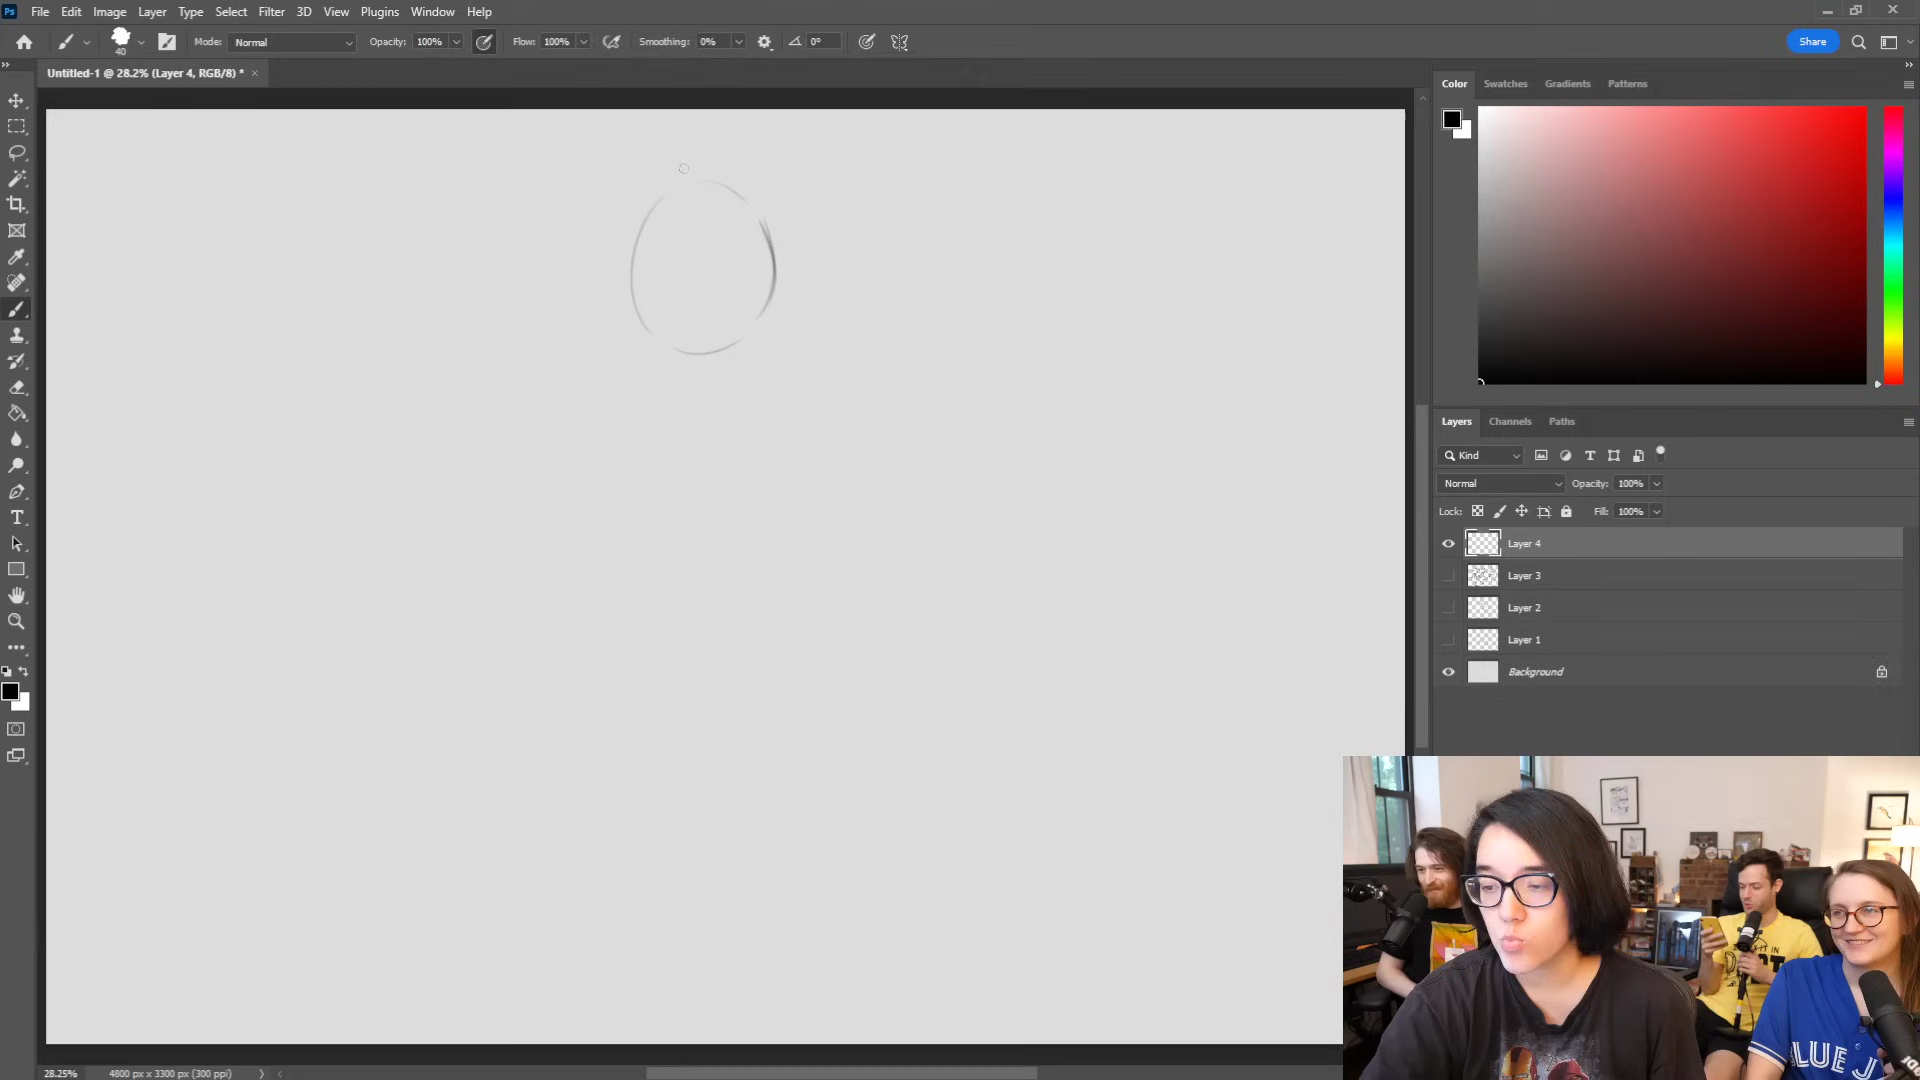 Ps File Edit Image Layer Type Select Filter 3D View Plugins Window Help
40 Mode: Normal Opacity: 100% Flow: 100% Smoothing: 0% 0° Share
Untitled-1 @ 28.2% (Layer 4, RGB/8) *
Color Swatches Gradients Patterns
Layers Channels Paths
Kind
Normal Opacity: 100%
Lock: Fill: 100%
Layer 4
Layer 3
Layer 2
Layer 1
Background
BLUE J
28.25% 4800 px x 3300 px (300 ppi)